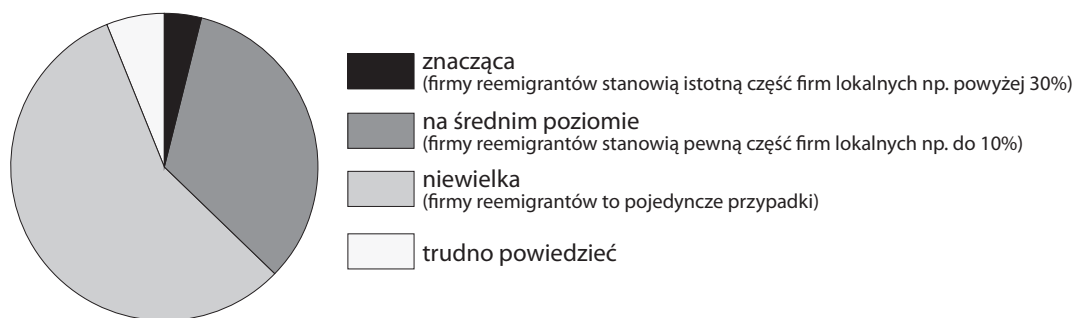 znacząca
(firmy reemigrantów stanowią istotną część firm lokalnych np. powyżej 30%)
na średnim poziomie
(firmy reemigrantów stanowią pewną część firm lokalnych np. do 10%)
niewielka
(firmy reemigrantów to pojedyncze przypadki)
trudno powiedzieć